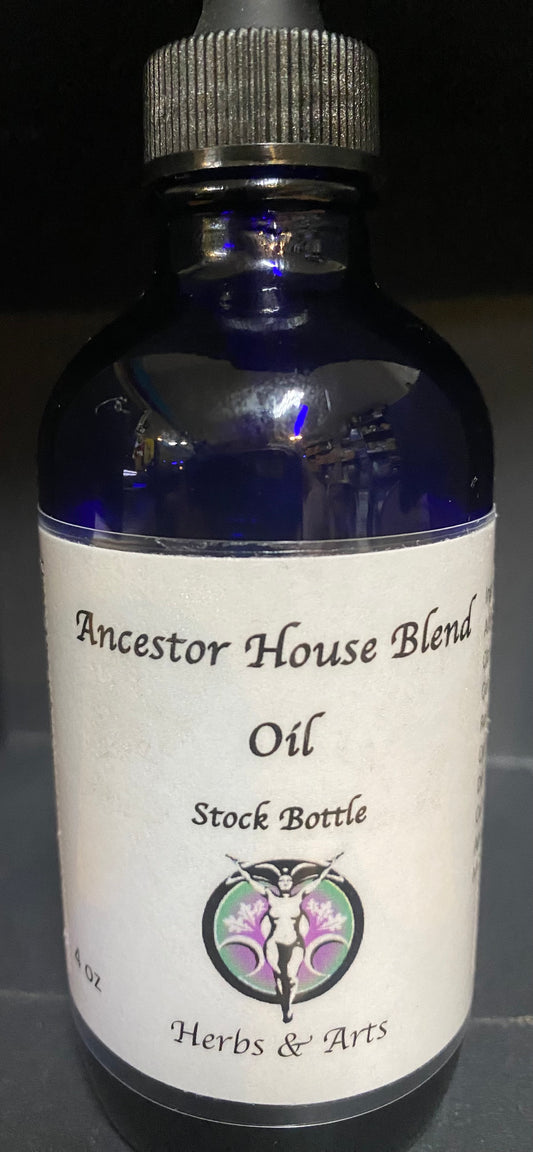 Ancestor House Blend
Oil
Stock Bottle
4 oz
Herbs & Arts